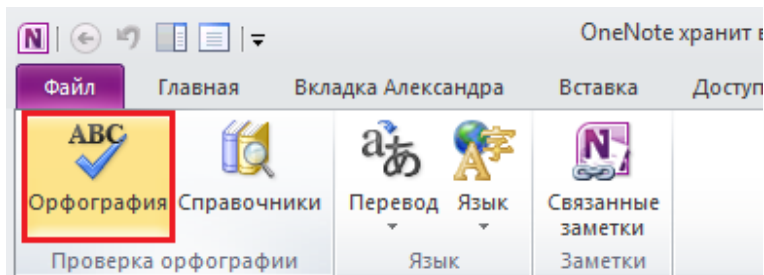 OneNote хранит в
Файл Главная Вкладка Александра Вставка Доступ
ABC
Орфография Справочники Перевод Язык Связанные заметки
Проверка орфографии Язык Заметки